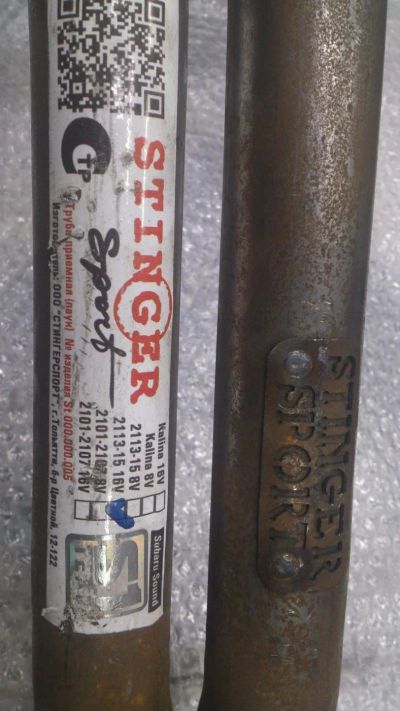 STINGER
Sport
Kalina 16V
Kalina 8V
2113-15 8V
2113-15 16V
2101-2107 8V
2101-2107 16V
Труба приемная (паук) № изделия St 000.000.005
Изготовитель: ООО "СТИНГЕРСПОРТ" г. Тольятти, б-р Цветной, 12-122
S1
Subaru Sound
СТР
STINGER
SPORT